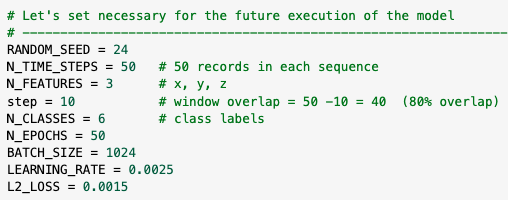 # Let's set necessary for the future execution of the model
# -----------------------------------------------------------------
RANDOM_SEED = 24
N_TIME_STEPS = 50   # 50 records in each sequence
N_FEATURES = 3      # x, y, z
step = 10           # window overlap = 50 -10 = 40  (80% overlap)
N_CLASSES = 6       # class labels
N_EPOCHS = 50
BATCH_SIZE = 1024
LEARNING_RATE = 0.0025
L2_LOSS = 0.0015